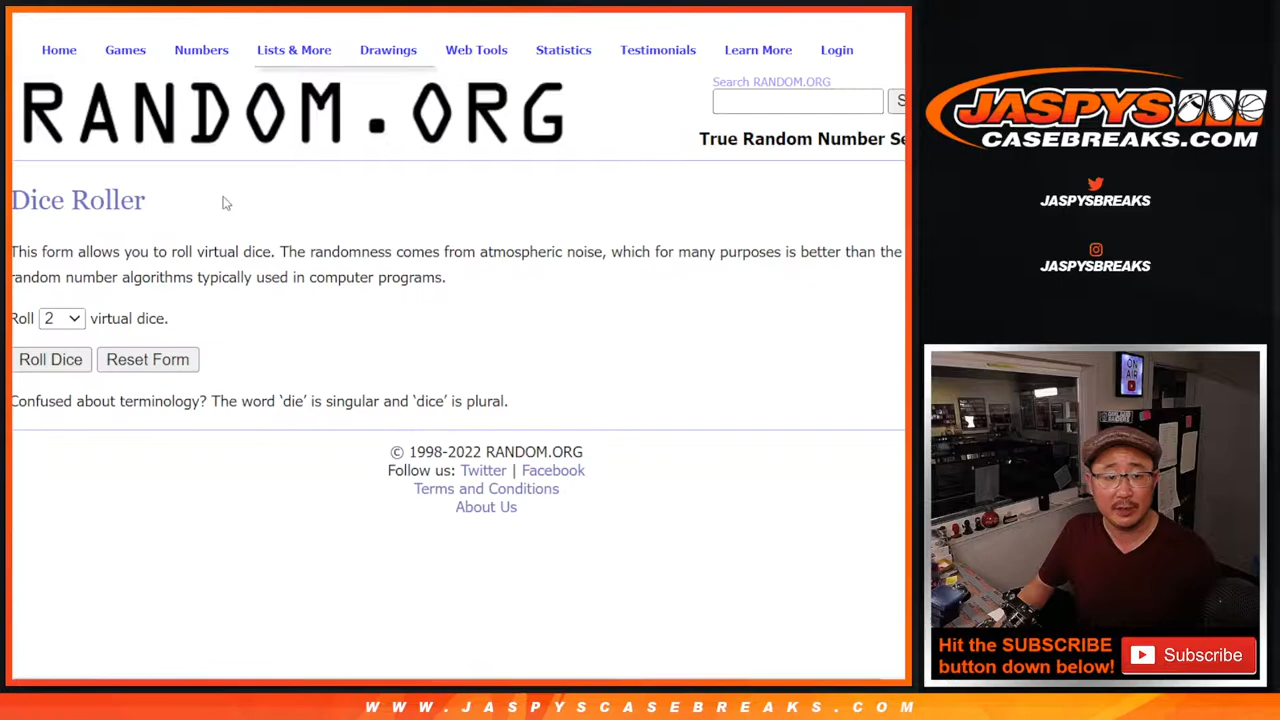 Home Games Numbers Lists & More Drawings Web Tools Statistics Testimonials Learn More Login
RANDOM.ORG
Search RANDOM.ORG
S
True Random Number Se
Dice Roller
This form allows you to roll virtual dice. The randomness comes from atmospheric noise, which for many purposes is better than the
random number algorithms typically used in computer programs.
Roll 2 virtual dice.
Roll Dice Reset Form
Confused about terminology? The word ‘die’ is singular and ‘dice’ is plural.
© 1998-2022 RANDOM.ORG
Follow us: Twitter | Facebook
Terms and Conditions
About Us
JASPYS
CASEBREAKS.COM
JASPYSBREAKS
JASPYSBREAKS
ON
AIR
Hit the SUBSCRIBE
button down below!
Subscribe
WWW.JASPYSCASEBREAKS.COM